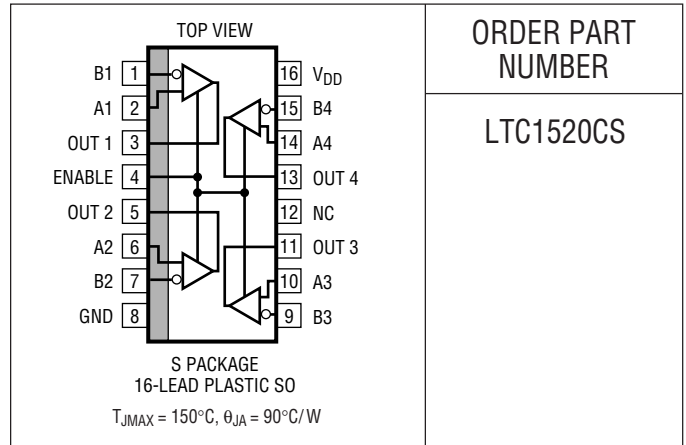 TOP VIEW
B1 1
A1 2
OUT 1 3
ENABLE 4
OUT 2 5
A2 6
B2 7
GND 8
16 VDD
15 B4
14 A4
13 OUT 4
12 NC
11 OUT 3
10 A3
9 B3
S PACKAGE
16-LEAD PLASTIC SO
TJMAX = 150°C, θJA = 90°C/W
ORDER PART
NUMBER
LTC1520CS